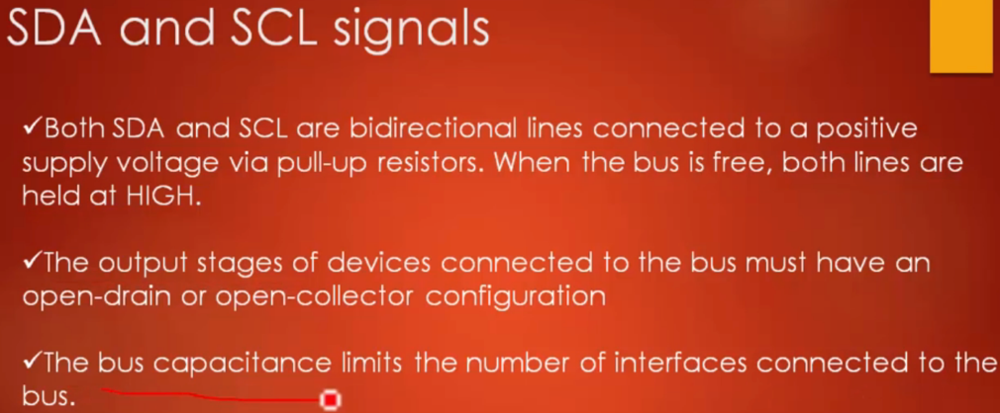 SDA and SCL signals
✓Both SDA and SCL are bidirectional lines connected to a positive
supply voltage via pull-up resistors. When the bus is free, both lines are
held at HIGH.
✓The output stages of devices connected to the bus must have an
open-drain or open-collector configuration
✓The bus capacitance limits the number of interfaces connected to the
bus.